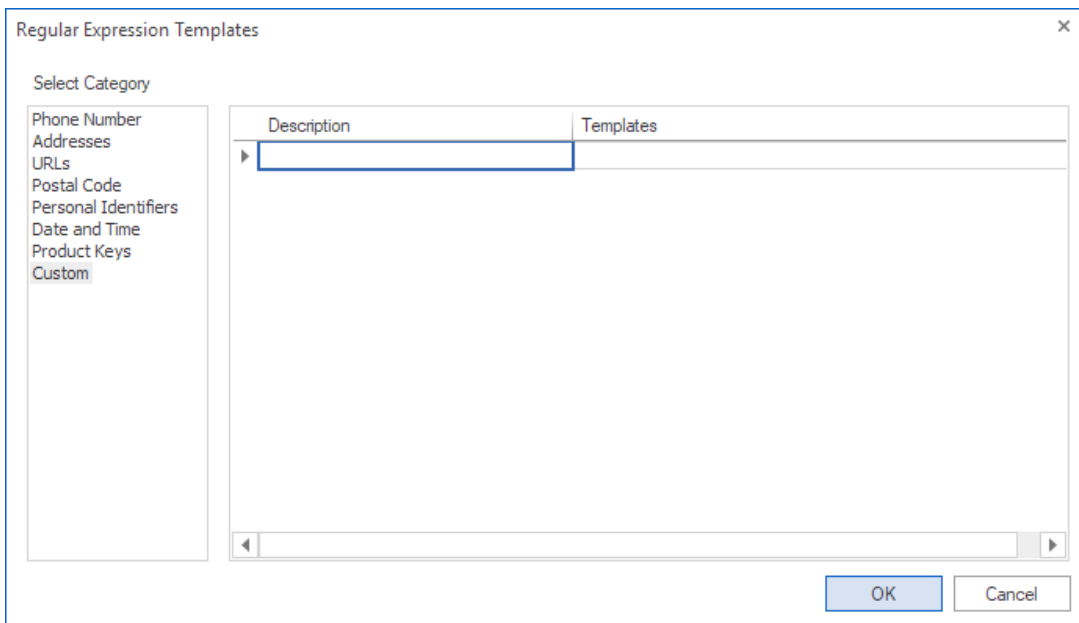 Regular Expression Templates
Select Category
Phone Number
Addresses
URLs
Postal Code
Personal Identifiers
Date and Time
Product Keys
Custom
Description Templates
OK Cancel